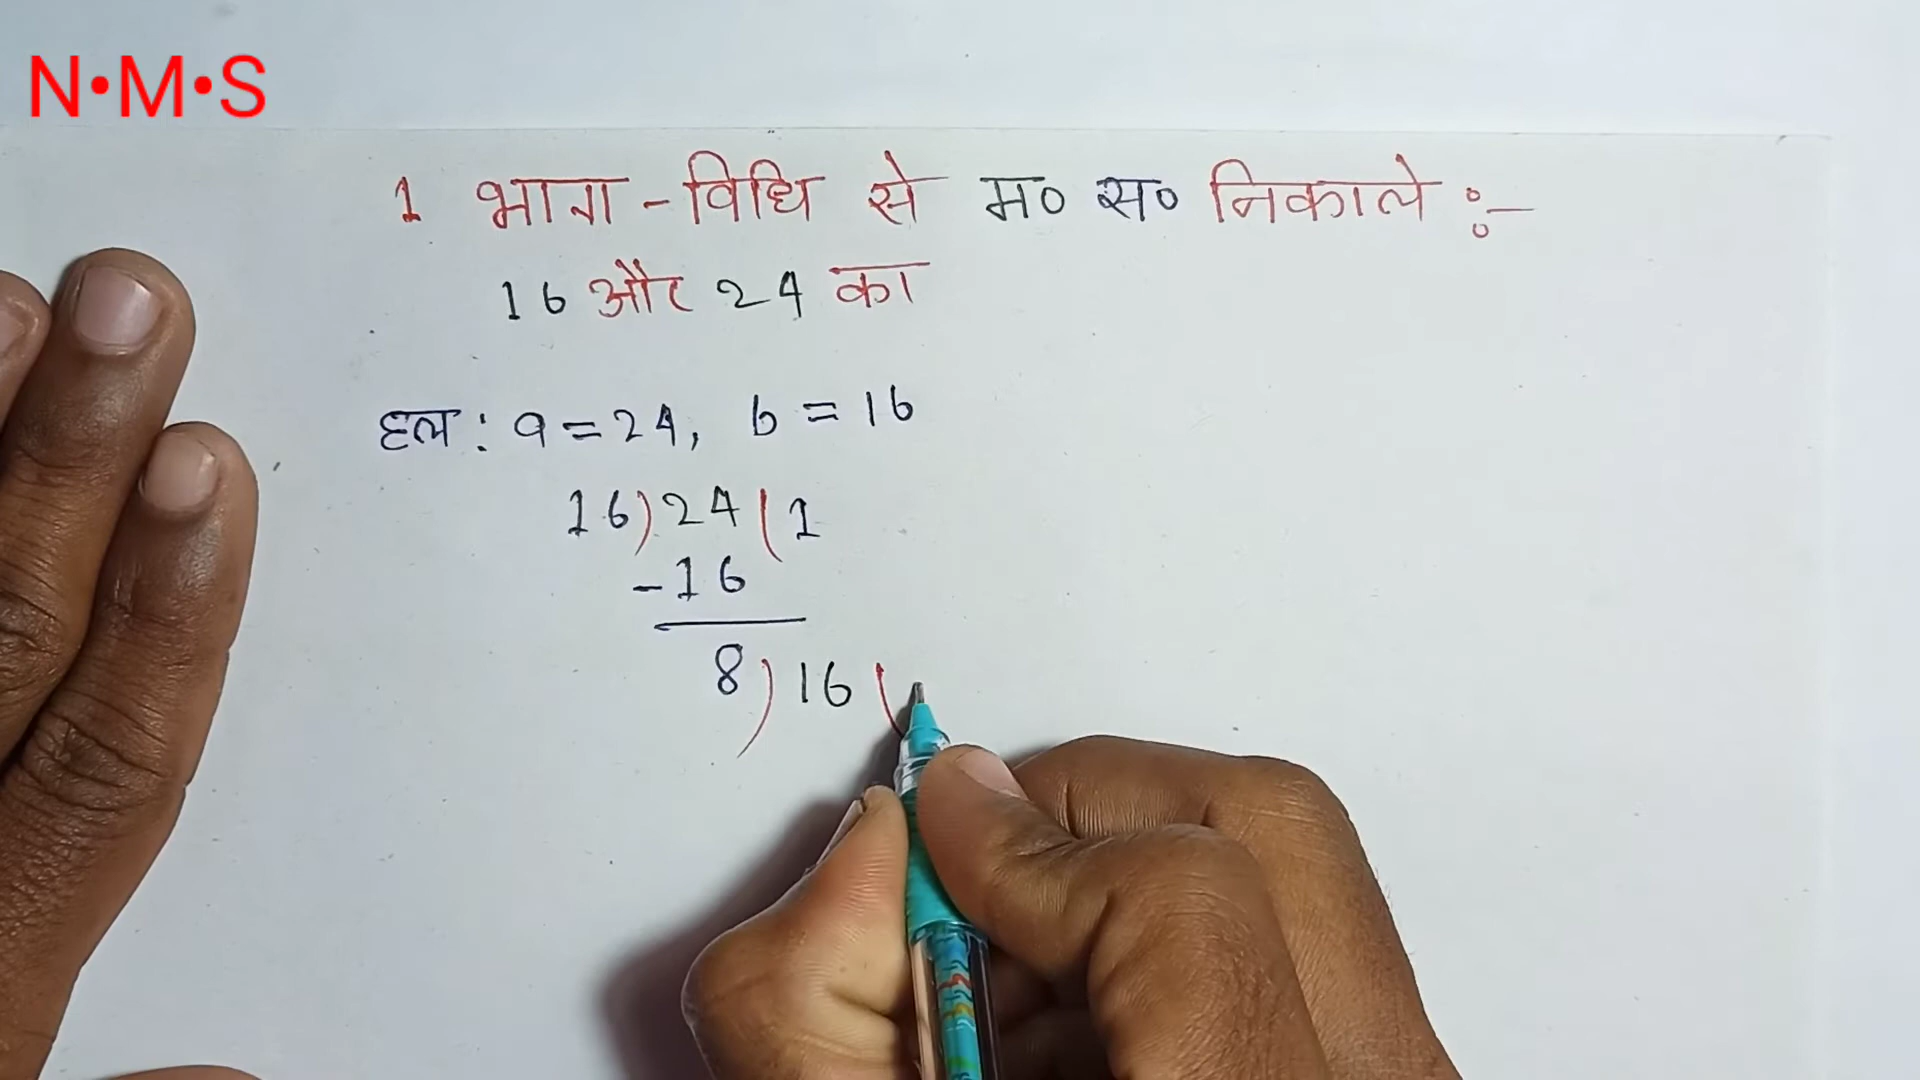 N•M•S
1 भाग - विधि से म० स० निकाले :-
16 और 24 का
हल : a = 24, b = 16
16 ) 24 ( 1
- 16
8 ) 16 (